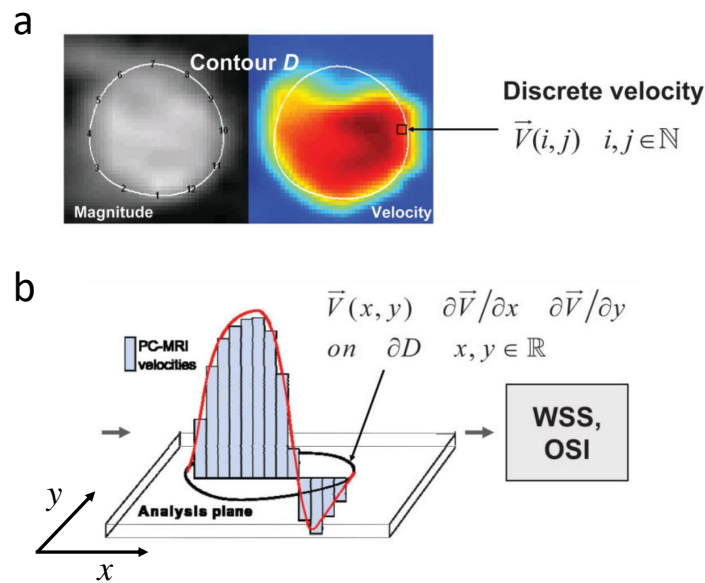 a
Contour D
7
6
8
5
9
4
10
3
11
2
12
1
Magnitude
Velocity
Discrete velocity
V⃗(i,j) i,j∈ℕ
b
V⃗(x,y) ∂V⃗/∂x ∂V⃗/∂y
on ∂D x,y∈ℝ
PC-MRI
velocities
WSS,
OSI
Analysis plane
y
x